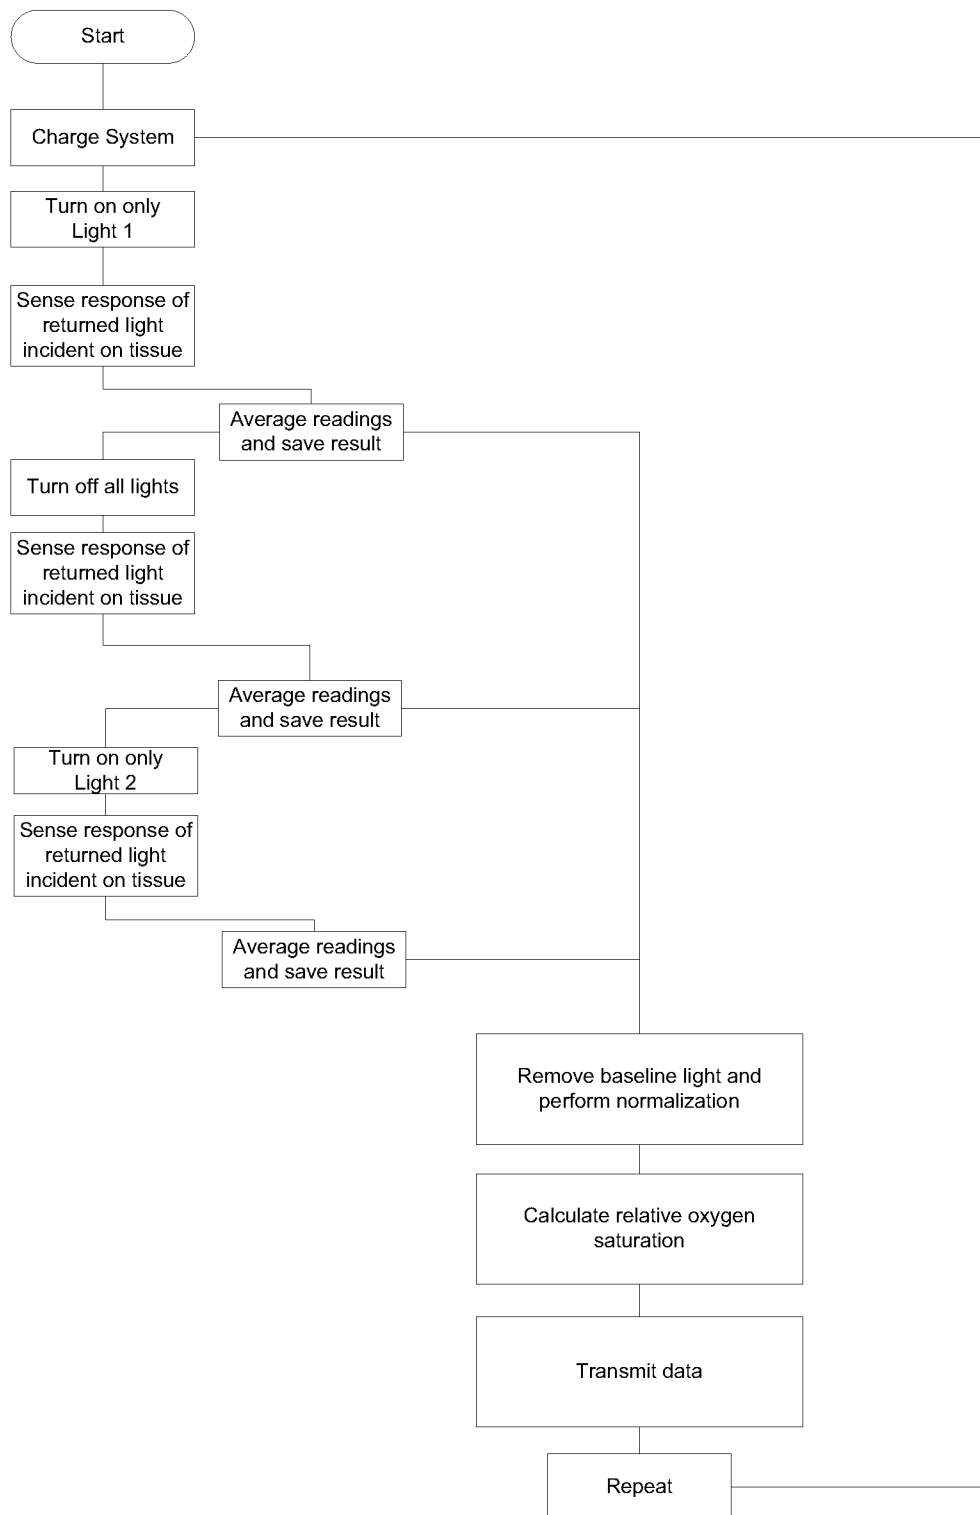 Start
Charge System
Turn on only
Light 1
Sense response of
returned light
incident on tissue
Average readings
and save result
Turn off all lights
Sense response of
returned light
incident on tissue
Average readings
and save result
Turn on only
Light 2
Sense response of
returned light
incident on tissue
Average readings
and save result
Remove baseline light and
perform normalization
Calculate relative oxygen
saturation
Transmit data
Repeat